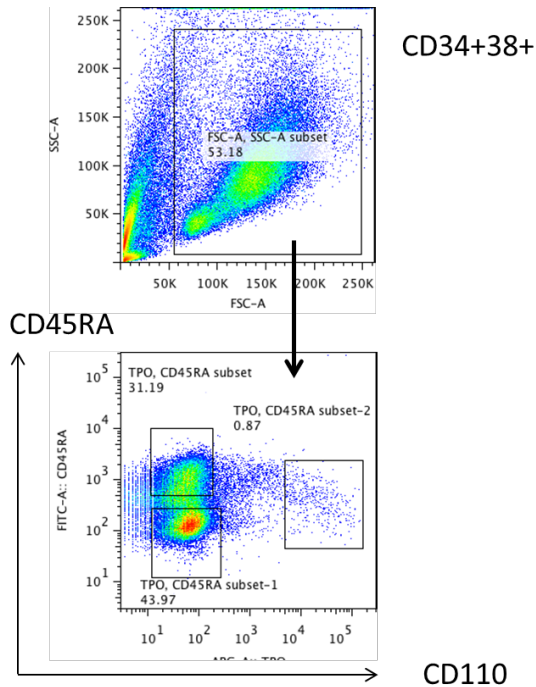 CD34+38+
250K
200K
150K
100K
50K
SSC-A
FSC-A, SSC-A subset
53.18
50K 100K 150K 200K 250K
FSC-A
CD45RA
TPO, CD45RA subset
31.19
TPO, CD45RA subset-2
0.87
10^5
10^4
10^3
10^2
10^1
FITC-A:: CD45RA
TPO, CD45RA subset-1
43.97
10^1 10^2 10^3 10^4 10^5
CD110